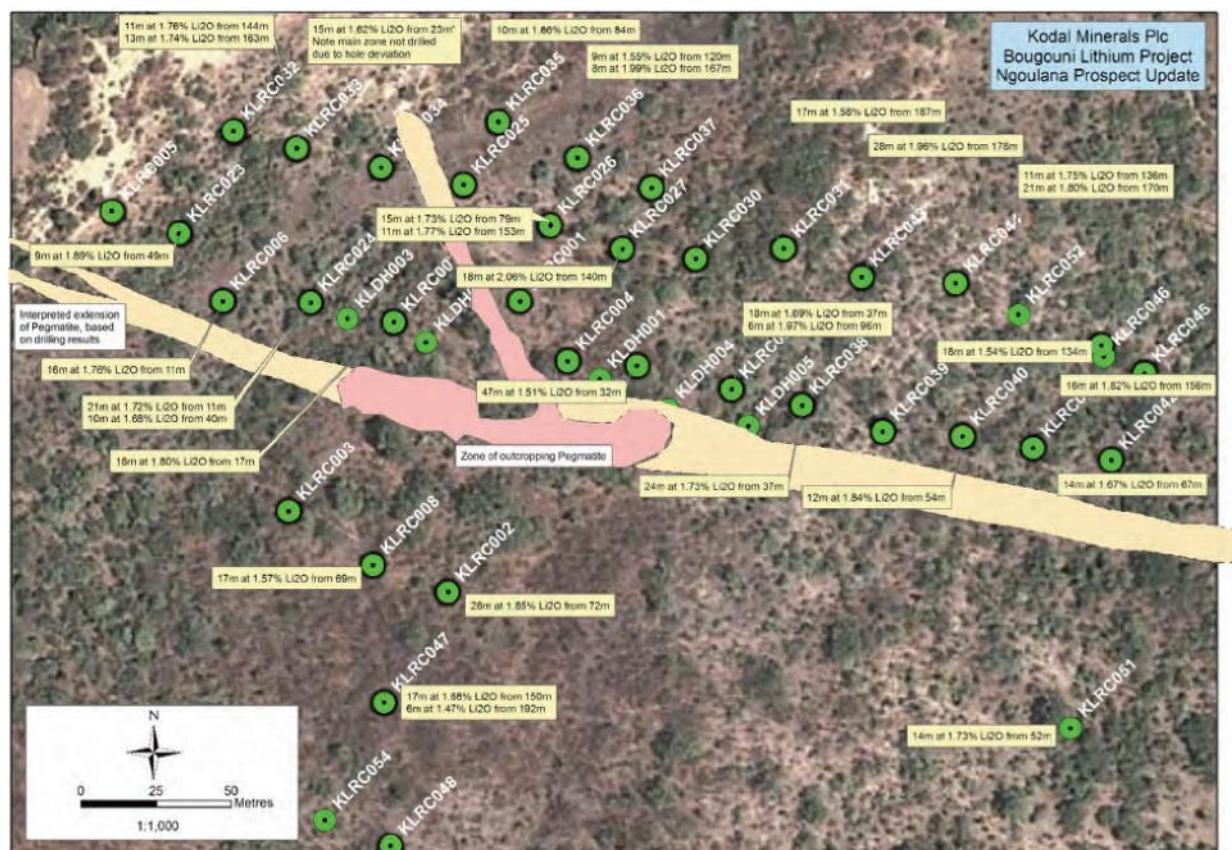 11m at 1.76% Li2O from 144m
13m at 1.74% Li2O from 163m
15m at 1.62% Li2O from 23m*
Note main zone not drilled
due to hole deviation
10m at 1.66% Li2O from 84m
9m at 1.55% Li2O from 120m
8m at 1.99% Li2O from 167m
Kodal Minerals Plc
Bougouni Lithium Project
Ngoulana Prospect Update
17m at 1.56% Li2O from 167m
28m at 1.96% Li2O from 178m
11m at 1.75% Li2O from 136m
21m at 1.80% Li2O from 170m
KLRC032
KLRC033
034
KLRC035
KLRC025
KLRC036
KLRC037
KLRC005
KLRC023
KLRC026
KLRC027
KLRC030
KLRC031
KLRC043
KLRC044
KLRC052
15m at 1.73% Li2O from 79m
11m at 1.77% Li2O from 153m
9m at 1.89% Li2O from 49m
KLRC006
KLRC024
KLDH003
KLRC00
KLDH
18m at 2.06% Li2O from 140m
C001
KLRC004
KLDH001
KLDH004
KLDH005
KLRC038
KLRC039
KLRC040
KLRC046
KLRC045
18m at 1.69% Li2O from 37m
6m at 1.97% Li2O from 96m
18m at 1.54% Li2O from 134m
16m at 1.82% Li2O from 156m
Interpreted extension
of Pegmatite, based
on drilling results
16m at 1.76% Li2O from 11m
21m at 1.72% Li2O from 11m
10m at 1.68% Li2O from 40m
47m at 1.51% Li2O from 32m
16m at 1.80% Li2O from 17m
Zone of outcropping Pegmatite
24m at 1.73% Li2O from 37m
12m at 1.84% Li2O from 54m
14m at 1.67% Li2O from 67m
KLRC003
KLRC008
KLRC002
17m at 1.57% Li2O from 69m
28m at 1.85% Li2O from 72m
KLRC047
17m at 1.68% Li2O from 150m
6m at 1.47% Li2O from 192m
KLRC051
14m at 1.73% Li2O from 52m
KLRC054
KLRC048
N
0 25 50
Metres
1:1,000